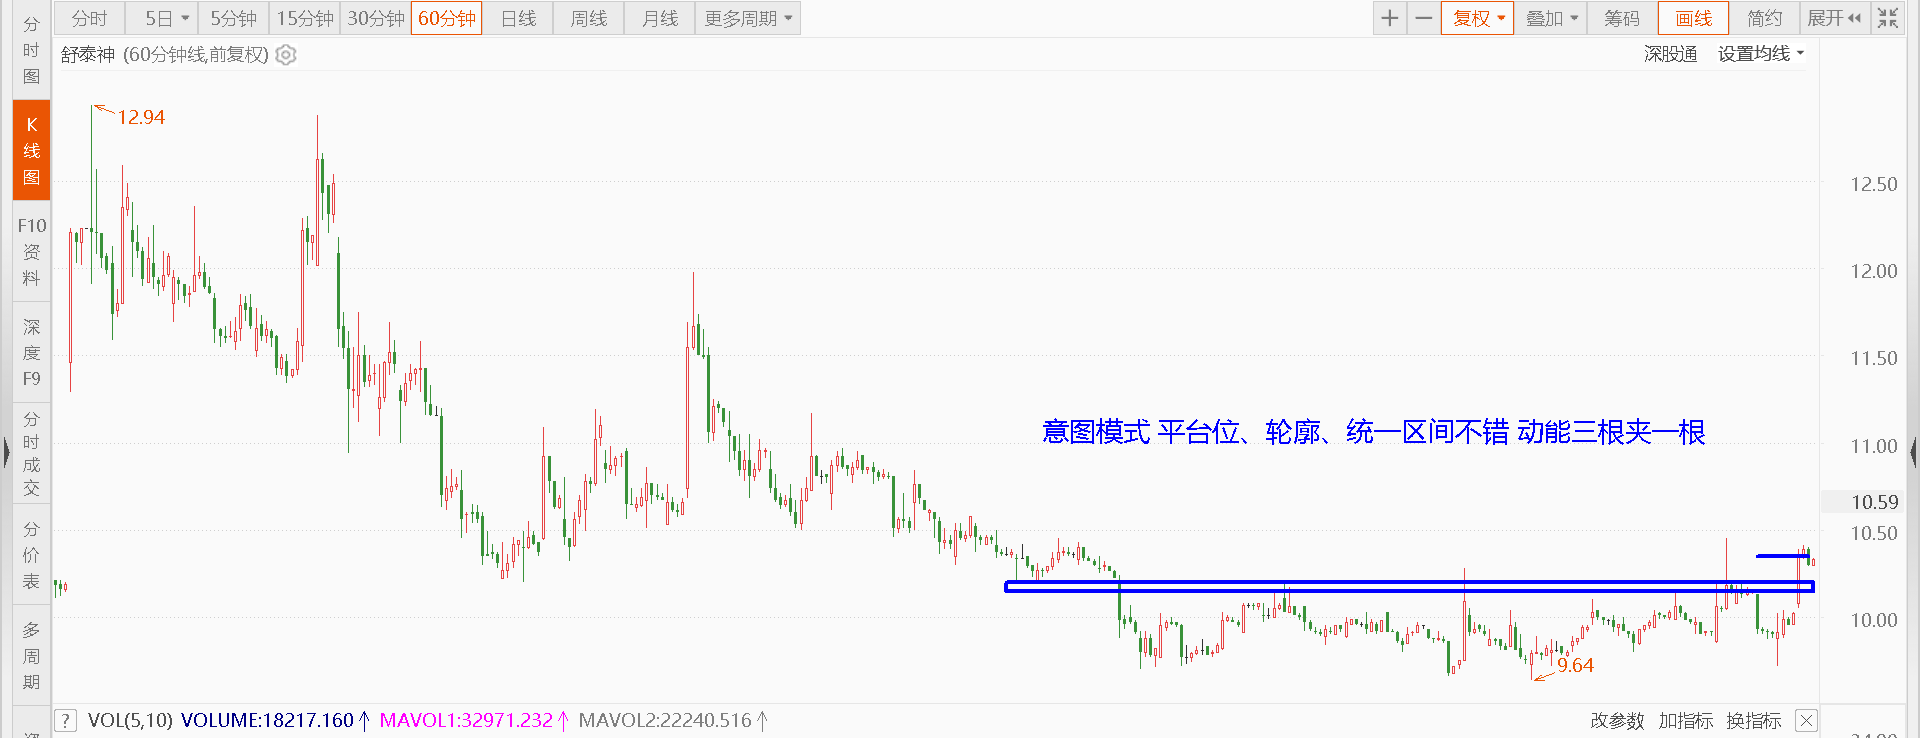 分时 5日 5分钟 15分钟 30分钟 60分钟 日线 周线 月线 更多周期 复权 叠加 筹码 画线 简约 展开
舒泰神 (60分钟线,前复权) 深股通 设置均线
分时图
K线图
F10资料
深度F9
分时成交
分价表
多周期
12.94
12.50
12.00
11.50
意图模式 平台位、轮廓、统一区间不错 动能三根夹一根
11.00
10.59
10.50
10.00
9.64
? VOL(5,10) VOLUME:18217.160↑ MAVOL1:32971.232↑ MAVOL2:22240.516↑ 改参数 加指标 换指标